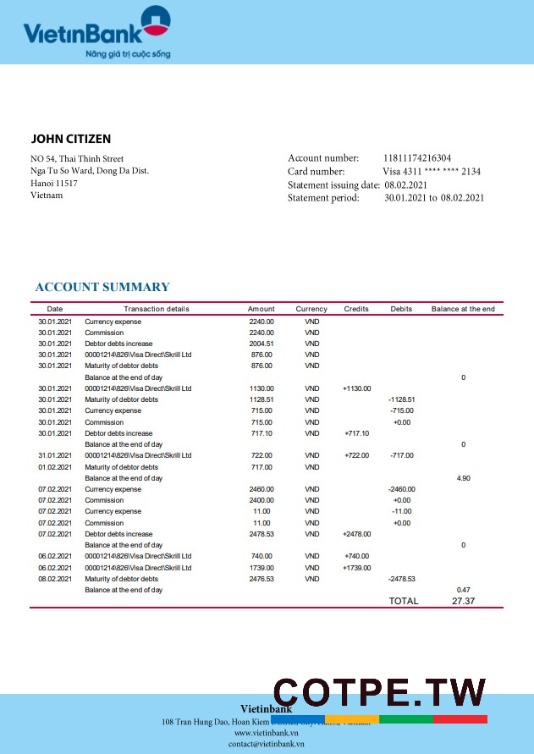 VietinBank
Nâng giá trị cuộc sống
JOHN CITIZEN
NO 54, Thai Thinh Street
Nga Tu So Ward, Dong Da Dist.
Hanoi 11517
Vietnam
Account number: 11811174216304
Card number: Visa 4311 **** **** 2134
Statement issuing date: 08.02.2021
Statement period: 30.01.2021 to 08.02.2021
ACCOUNT SUMMARY
Date Transaction details Amount Currency Credits Debits Balance at the end
30.01.2021 Currency expense 2240.00 VND
30.01.2021 Commission 2240.00 VND
30.01.2021 Debtor debts increase 2004.51 VND
30.01.2021 00001214\826\Visa Direct\Skrill Ltd 876.00 VND
30.01.2021 Maturity of debtor debts 876.00 VND
Balance at the end of day 0
30.01.2021 00001214\826\Visa Direct\Skrill Ltd 1130.00 VND +1130.00
30.01.2021 Maturity of debtor debts 1128.51 VND -1128.51
30.01.2021 Currency expense 715.00 VND -715.00
30.01.2021 Commission 715.00 VND +0.00
30.01.2021 Debtor debts increase 717.10 VND +717.10
Balance at the end of day 0
31.01.2021 00001214\826\Visa Direct\Skrill Ltd 722.00 VND +722.00 -717.00
01.02.2021 Maturity of debtor debts 717.00 VND
Balance at the end of day 4.90
07.02.2021 Currency expense 2460.00 VND -2460.00
07.02.2021 Commission 2400.00 VND +0.00
07.02.2021 Currency expense 11.00 VND -11.00
07.02.2021 Commission 11.00 VND +0.00
07.02.2021 Debtor debts increase 2478.53 VND +2478.00
Balance at the end of day 0
06.02.2021 00001214\826\Visa Direct\Skrill Ltd 740.00 VND +740.00
06.02.2021 00001214\826\Visa Direct\Skrill Ltd 1739.00 VND +1739.00
08.02.2021 Maturity of debtor debts 2476.53 VND -2478.53
Balance at the end of day 0.47
TOTAL 27.37
COTPE.TW
Vietinbank
108 Tran Hung Dao, Hoan Kiem
www.vietinbank.vn
contact@vietinbank.vn